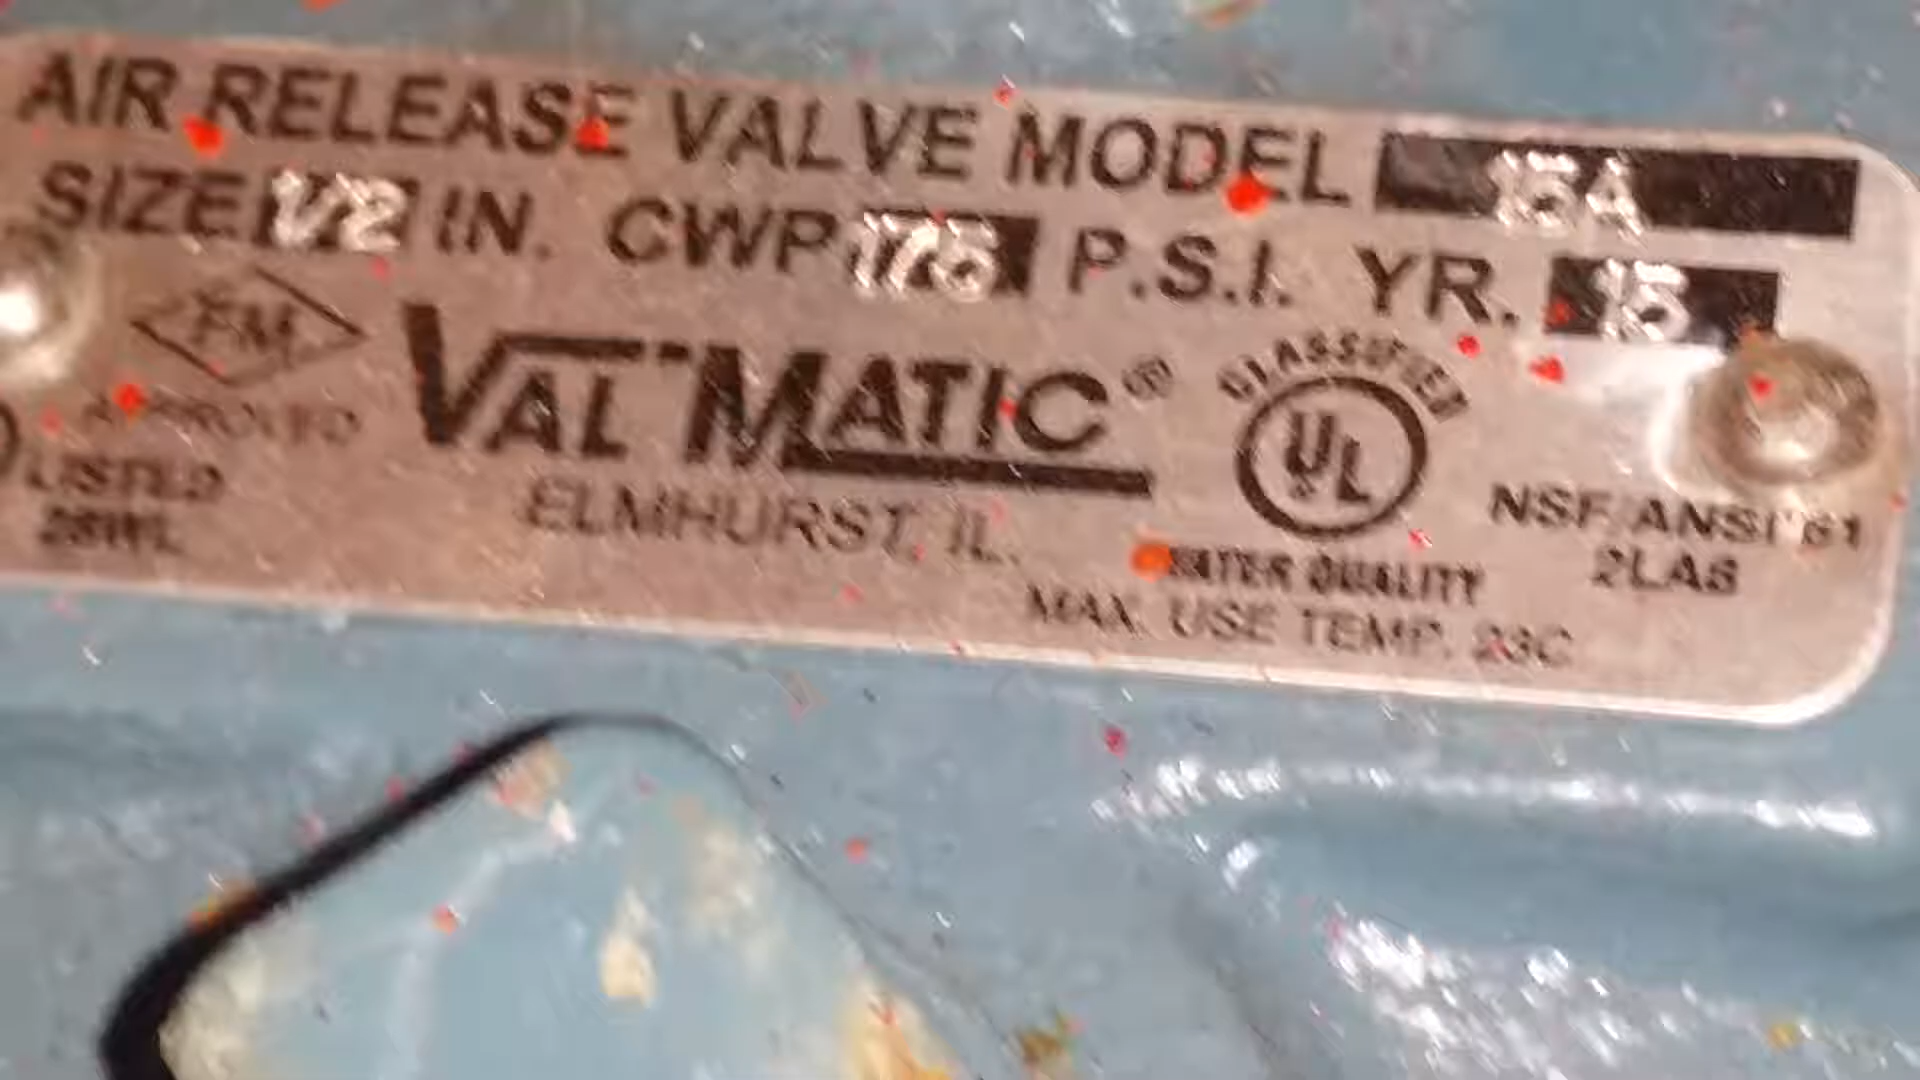 AIR RELEASE VALVE MODEL 15A
SIZE 1/2 IN. CWP 175 P.S.I. YR. 15
FM
APPROVED
LISTED
VAL MATIC®
ELMHURST, IL.
CLASSIFIED
UL
WATER QUALITY
NSF/ANSI 61
MAX. USE TEMP. 23C